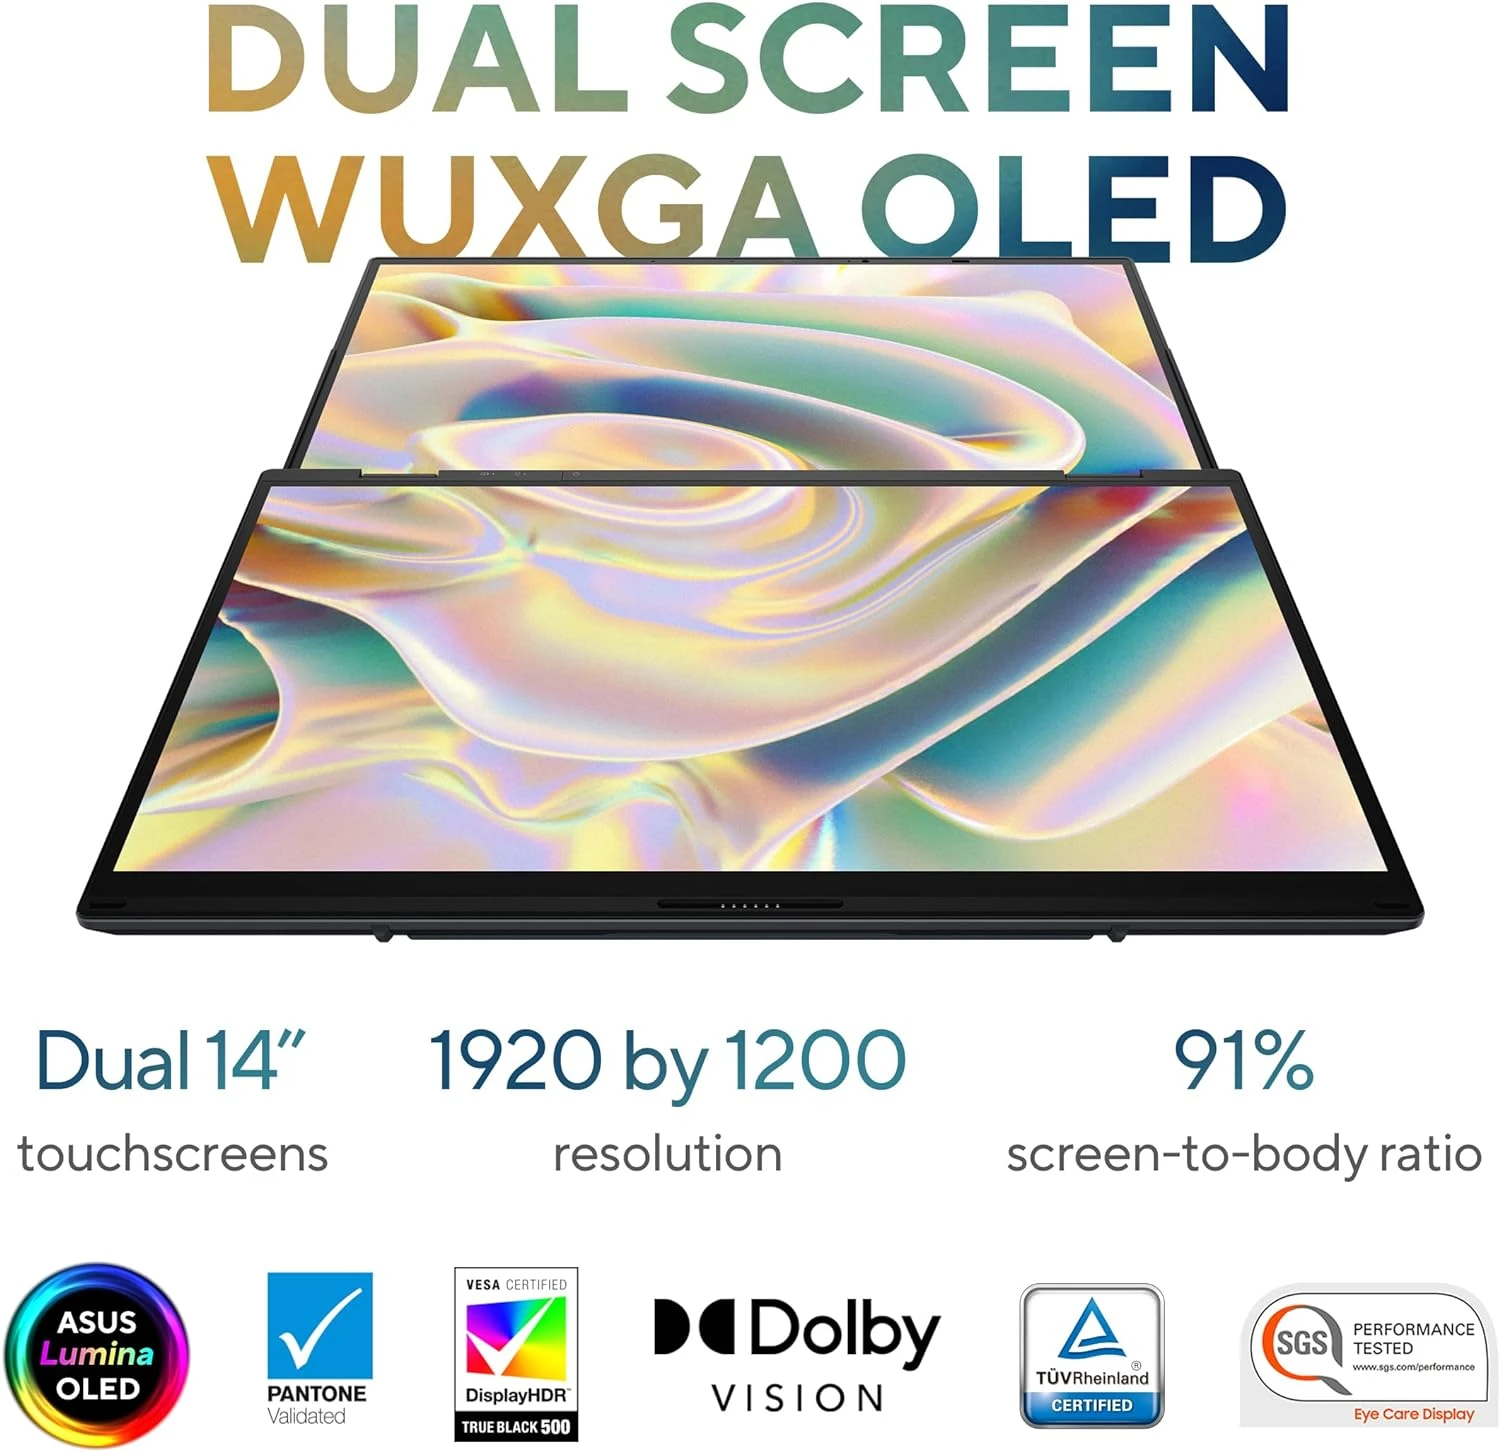 DUAL SCREEN
WUXGA OLED
Dual 14”
touchscreens
1920 by 1200
resolution
91%
screen-to-body ratio
ASUS
Lumina
OLED
PANTONE
Validated
VESA CERTIFIED
DisplayHDR™
TRUE BLACK 500
Dolby
VISION
TÜVRheinland®
CERTIFIED
SGS
PERFORMANCE
TESTED
www.sgs.com/performance
Eye Care Display